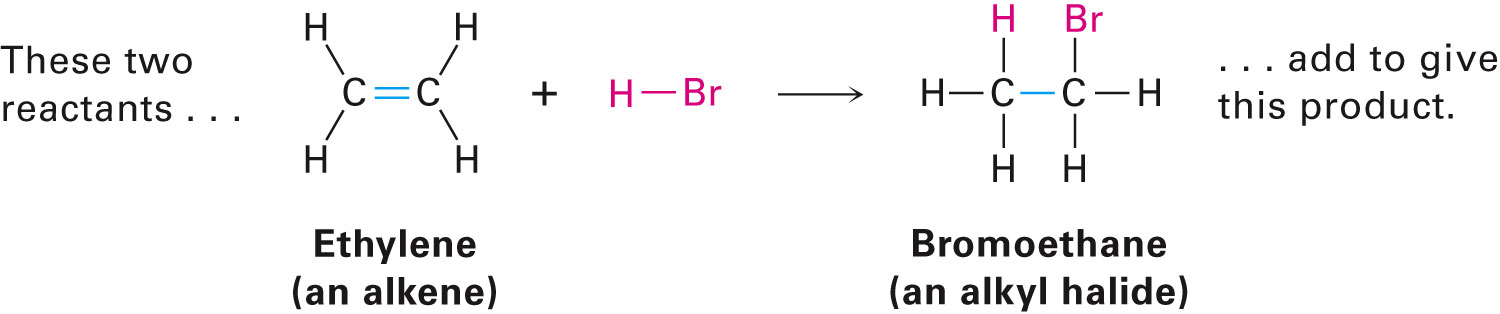 These two
reactants . . .
H H
C=C + H—Br
H H
H Br
H—C—C—H
H H
. . . add to give
this product.
Ethylene
(an alkene)
Bromoethane
(an alkyl halide)